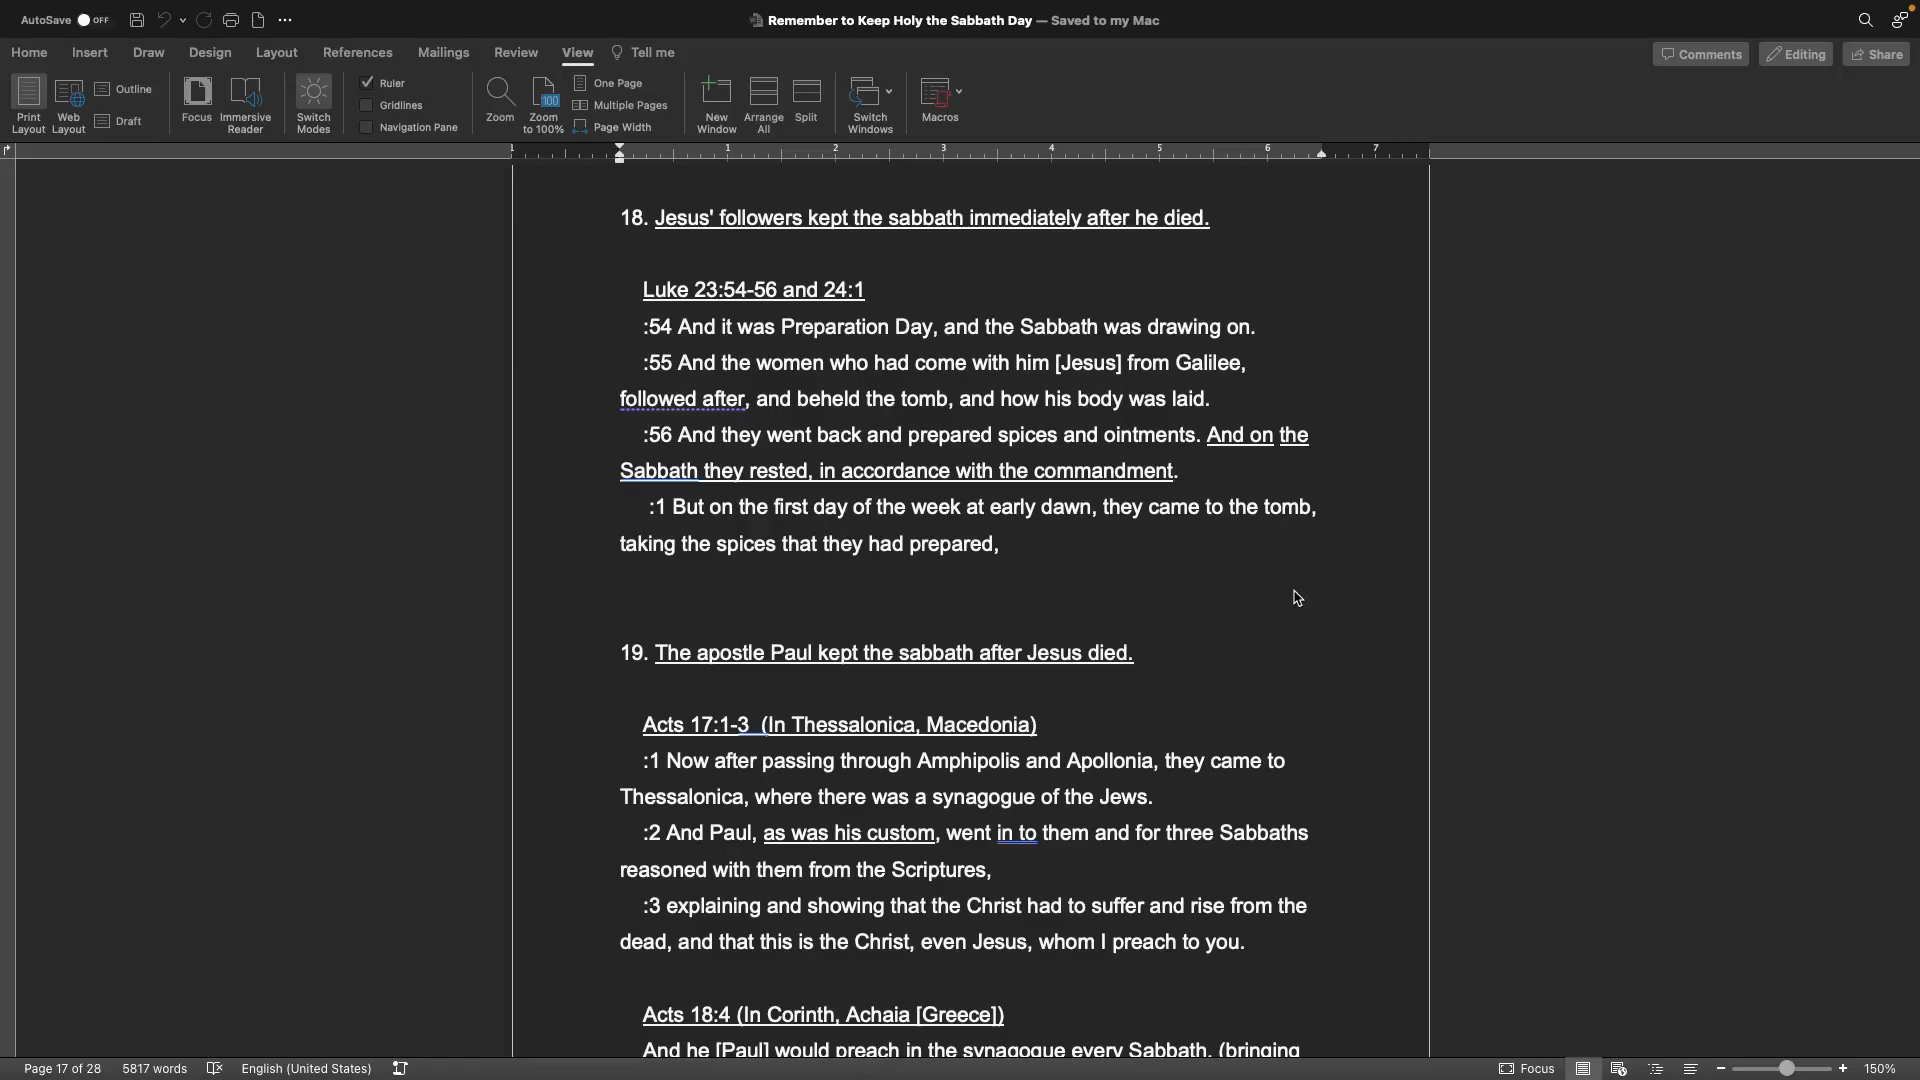 AutoSave OFF
Remember to Keep Holy the Sabbath Day — Saved to my Mac
Home Insert Draw Design Layout References Mailings Review View Tell me
Comments Editing Share
Print Layout
Web Layout
Outline
Draft
Focus
Immersive Reader
Switch Modes
Ruler
Gridlines
Navigation Pane
Zoom
Zoom to 100%
100
One Page
Multiple Pages
Page Width
New Window
Arrange All
Split
Switch Windows
Macros
1 1 2 3 4 5 6 7
18. Jesus' followers kept the sabbath immediately after he died.
Luke 23:54-56 and 24:1
:54 And it was Preparation Day, and the Sabbath was drawing on.
:55 And the women who had come with him [Jesus] from Galilee,
followed after, and beheld the tomb, and how his body was laid.
:56 And they went back and prepared spices and ointments. And on the
Sabbath they rested, in accordance with the commandment.
:1 But on the first day of the week at early dawn, they came to the tomb,
taking the spices that they had prepared,
19. The apostle Paul kept the sabbath after Jesus died.
Acts 17:1-3 (In Thessalonica, Macedonia)
:1 Now after passing through Amphipolis and Apollonia, they came to
Thessalonica, where there was a synagogue of the Jews.
:2 And Paul, as was his custom, went in to them and for three Sabbaths
reasoned with them from the Scriptures,
:3 explaining and showing that the Christ had to suffer and rise from the
dead, and that this is the Christ, even Jesus, whom I preach to you.
Acts 18:4 (In Corinth, Achaia [Greece])
And he [Paul] would preach in the synagogue every Sabbath, (bringing
Page 17 of 28 5817 words English (United States) Focus 150%